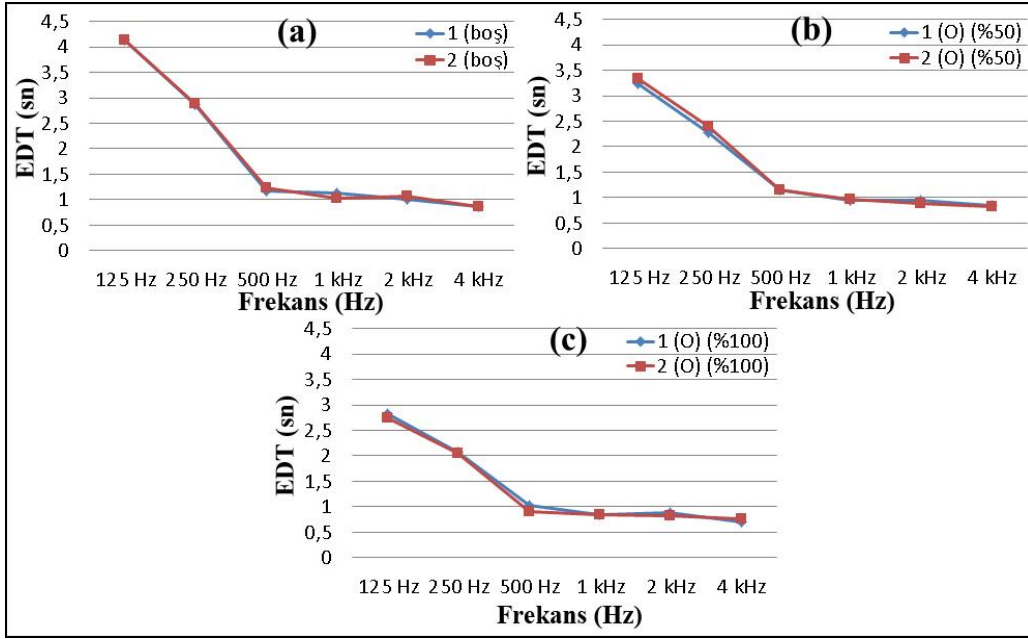 (a)
1 (boş)
2 (boş)
EDT (sn)
4,5
4
3,5
3
2,5
2
1,5
1
0,5
0
125 Hz 250 Hz 500 Hz 1 kHz 2 kHz 4 kHz
Frekans (Hz)
(b)
1 (O) (%50)
2 (O) (%50)
EDT (sn)
4,5
4
3,5
3
2,5
2
1,5
1
0,5
0
125 Hz 250 Hz 500 Hz 1 kHz 2 kHz 4 kHz
Frekans (Hz)
(c)
1 (O) (%100)
2 (O) (%100)
EDT (sn)
4,5
4
3,5
3
2,5
2
1,5
1
0,5
0
125 Hz 250 Hz 500 Hz 1 kHz 2 kHz 4 kHz
Frekans (Hz)